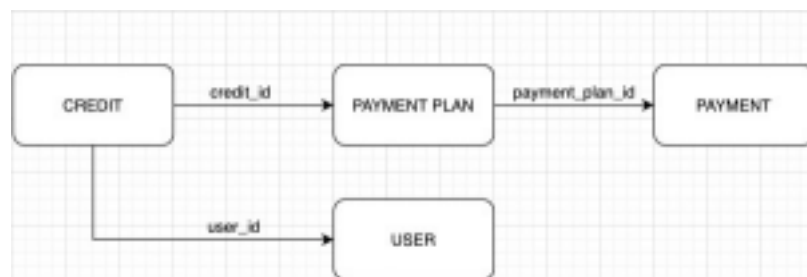 CREDIT
credit_id
PAYMENT PLAN
payment_plan_id
PAYMENT
user_id
USER